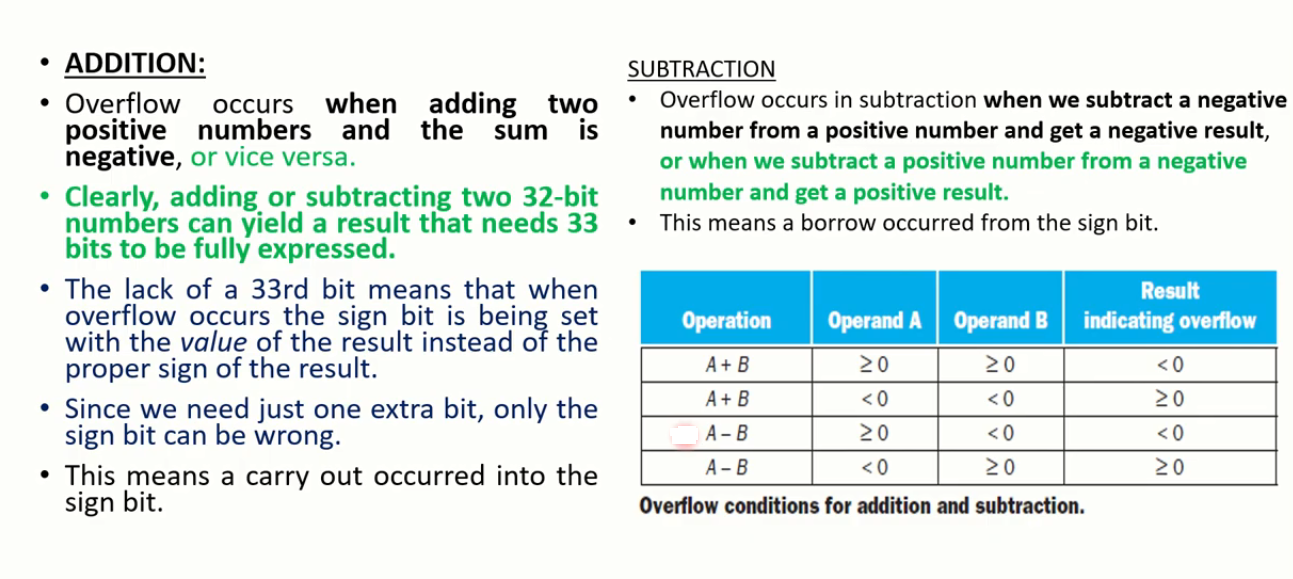 • ADDITION:
• Overflow occurs when adding two
positive numbers and the sum is
negative, or vice versa.
• Clearly, adding or subtracting two 32-bit
numbers can yield a result that needs 33
bits to be fully expressed.
• The lack of a 33rd bit means that when
overflow occurs the sign bit is being set
with the value of the result instead of the
proper sign of the result.
• Since we need just one extra bit, only the
sign bit can be wrong.
• This means a carry out occurred into the
sign bit.
SUBTRACTION
• Overflow occurs in subtraction when we subtract a negative
number from a positive number and get a negative result,
or when we subtract a positive number from a negative
number and get a positive result.
• This means a borrow occurred from the sign bit.
Operation Operand A Operand B Result indicating overflow
A + B ≥ 0 ≥ 0 < 0
A + B < 0 < 0 ≥ 0
A – B ≥ 0 < 0 < 0
A – B < 0 ≥ 0 ≥ 0
Overflow conditions for addition and subtraction.